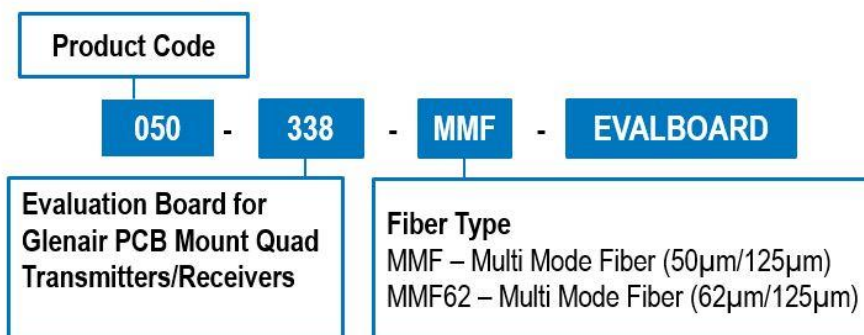 Product Code
050 - 338 - MMF - EVALBOARD
Evaluation Board for
Glenair PCB Mount Quad
Transmitters/Receivers
Fiber Type
MMF – Multi Mode Fiber (50µm/125µm)
MMF62 – Multi Mode Fiber (62µm/125µm)